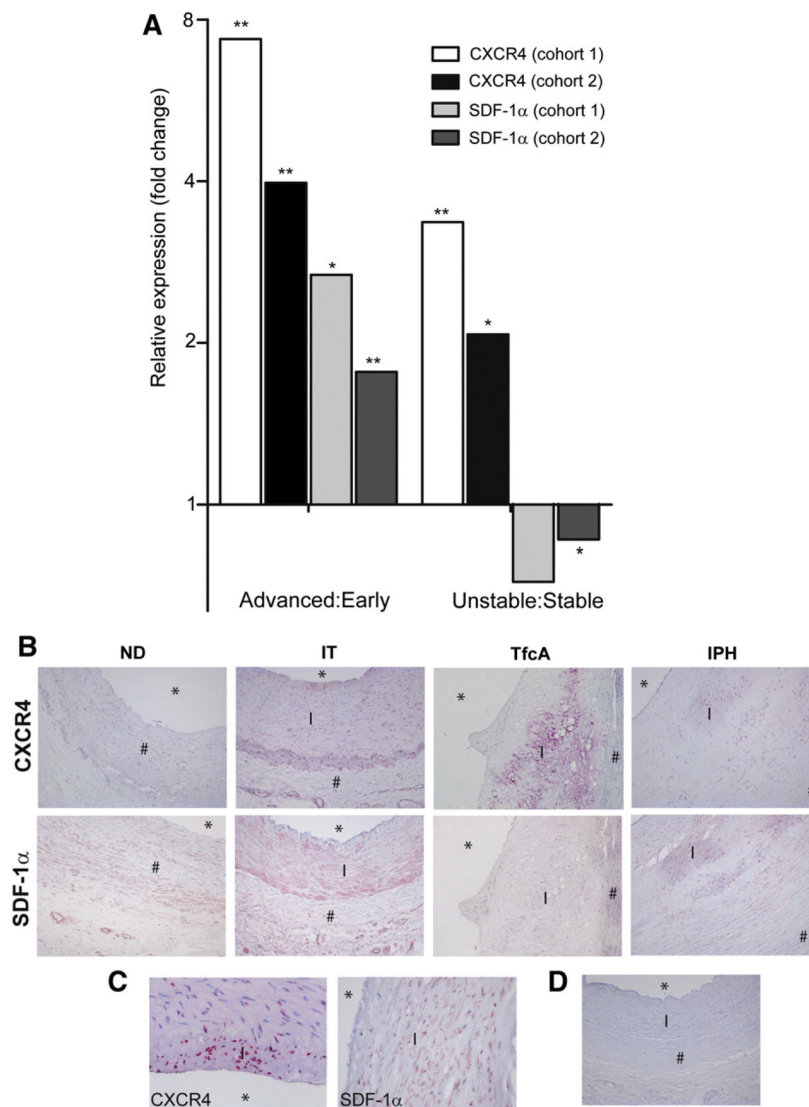 A
8
4
2
1
Relative expression (fold change)
**
**
*
**
**
*
*
CXCR4 (cohort 1)
CXCR4 (cohort 2)
SDF-1α (cohort 1)
SDF-1α (cohort 2)
Advanced:Early
Unstable:Stable
B
ND
IT
TfcA
IPH
CXCR4
*
#
*
I
#
*
I
#
*
I
SDF-1α
*
#
*
I
#
*
I
#
I
#
C
I
*
CXCR4
*
I
SDF-1α
D
*
I
#